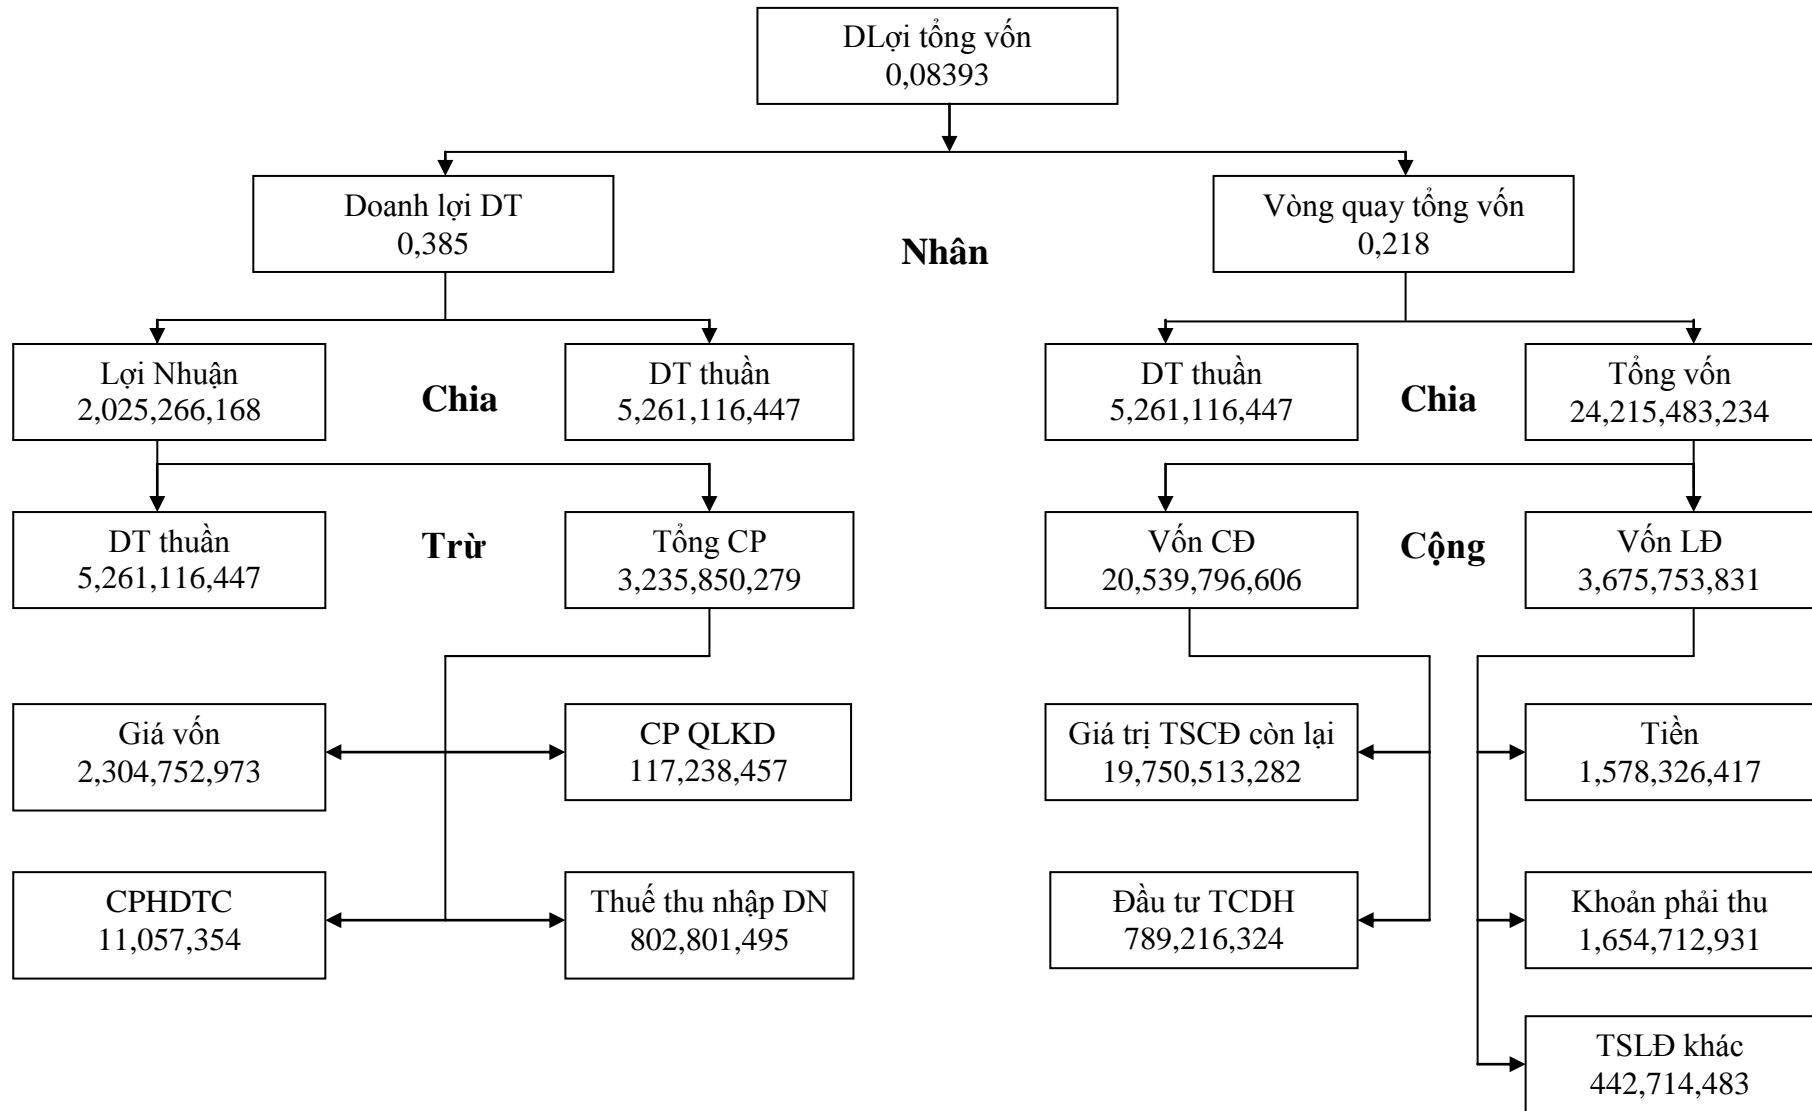 DLợi tổng vốn
0,08393
Doanh lợi DT
0,385
Nhân
Vòng quay tổng vốn
0,218
Lợi Nhuận
2,025,266,168
Chia
DT thuần
5,261,116,447
DT thuần
5,261,116,447
Chia
Tổng vốn
24,215,483,234
DT thuần
5,261,116,447
Trừ
Tổng CP
3,235,850,279
Vốn CĐ
20,539,796,606
Cộng
Vốn LĐ
3,675,753,831
Giá vốn
2,304,752,973
CP QLKD
117,238,457
Giá trị TSCĐ còn lại
19,750,513,282
Tiền
1,578,326,417
CPHDTC
11,057,354
Thuế thu nhập DN
802,801,495
Đầu tư TCDH
789,216,324
Khoản phải thu
1,654,712,931
TSLĐ khác
442,714,483